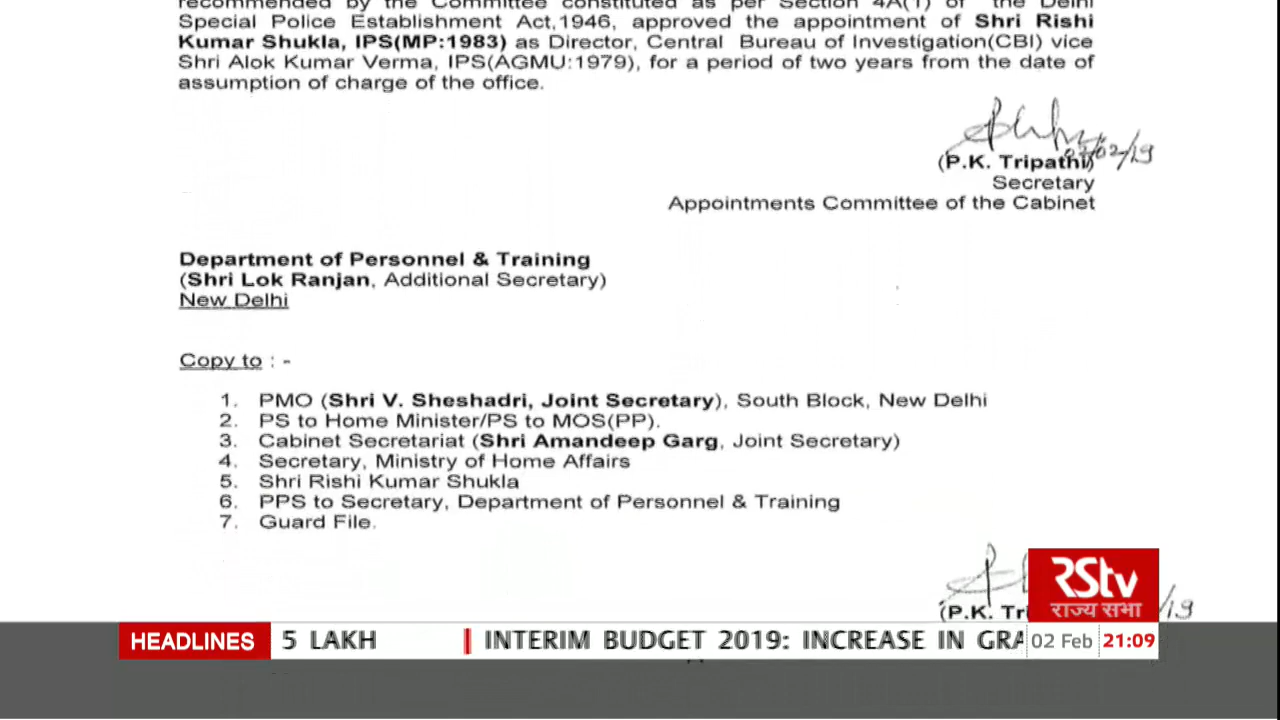 recommended by the Committee constituted as per Section 4A(1) of the Delhi
Special Police Establishment Act,1946, approved the appointment of Shri Rishi
Kumar Shukla, IPS(MP:1983) as Director, Central Bureau of Investigation(CBI) vice
Shri Alok Kumar Verma, IPS(AGMU:1979), for a period of two years from the date of
assumption of charge of the office.
02/02/19
(P.K. Tripathi)
Secretary
Appointments Committee of the Cabinet
Department of Personnel & Training
(Shri Lok Ranjan, Additional Secretary)
New Delhi
Copy to : -
1. PMO (Shri V. Sheshadri, Joint Secretary), South Block, New Delhi
2. PS to Home Minister/PS to MOS(PP).
3. Cabinet Secretariat (Shri Amandeep Garg, Joint Secretary)
4. Secretary, Ministry of Home Affairs
5. Shri Rishi Kumar Shukla
6. PPS to Secretary, Department of Personnel & Training
7. Guard File.
(P.K. Tri
/19
RStv
राज्य सभा
HEADLINES 5 LAKH INTERIM BUDGET 2019: INCREASE IN GRA 02 Feb 21:09